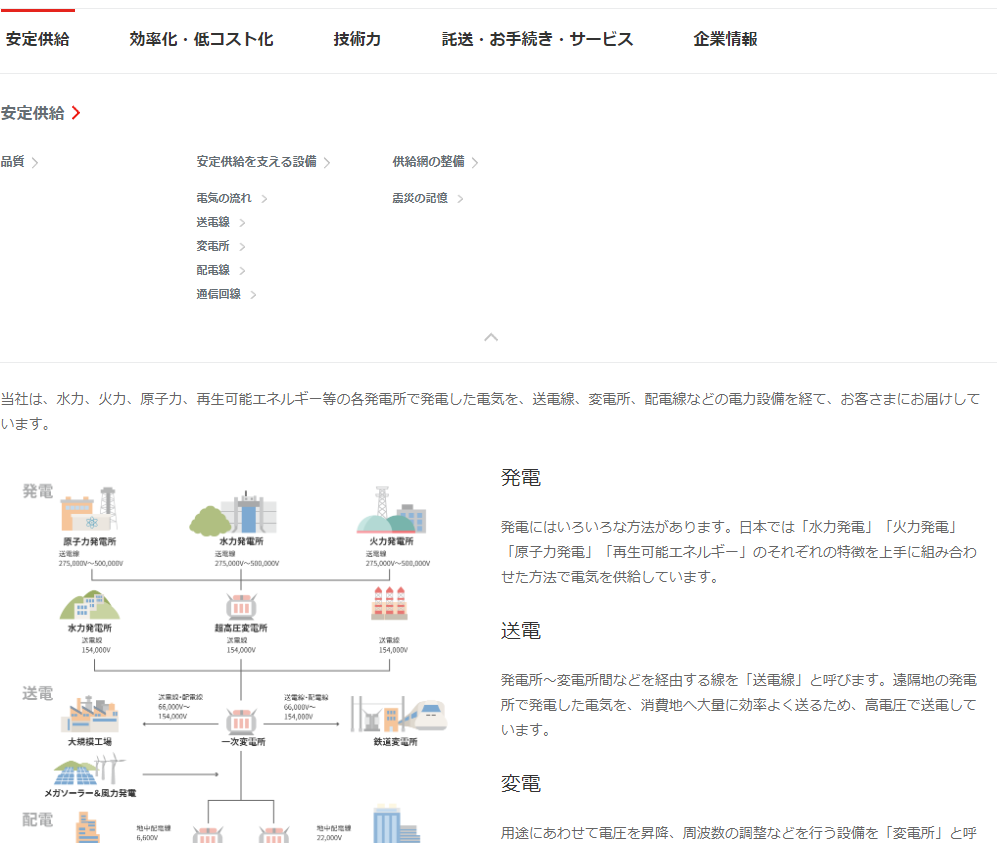 安定供給
効率化・低コスト化
技術力
託送・お手続き・サービス
企業情報
安定供給
品質
安定供給を支える設備
供給網の整備
電気の流れ
震災の記憶
送電線
変電所
配電線
通信回線
当社は、水力、火力、原子力、再生可能エネルギー等の各発電所で発電した電気を、送電線、変電所、配電線などの電力設備を経て、お客さまにお届けして
います。
発電
原子力発電所
送電線
275,000V～500,000V
水力発電所
送電線
275,000V～500,000V
火力発電所
送電線
275,000V～500,000V
水力発電所
送電線
154,000V
超高圧変電所
送電線
154,000V
送電線
154,000V
送電
大規模工場
送電線・配電線
66,000V～
154,000V
一次変電所
送電線・配電線
66,000V～
154,000V
鉄道変電所
メガソーラー&風力発電
配電
地中配電線
6,600V
地中配電線
22,000V
発電
発電にはいろいろな方法があります。日本では「水力発電」「火力発電」
「原子力発電」「再生可能エネルギー」のそれぞれの特徴を上手に組み合わ
せた方法で電気を供給しています。
送電
発電所～変電所間などを経由する線を「送電線」と呼びます。遠隔地の発電
所で発電した電気を、消費地へ大量に効率よく送るため、高電圧で送電して
います。
変電
用途にあわせて電圧を昇降、周波数の調整などを行う設備を「変電所」と呼